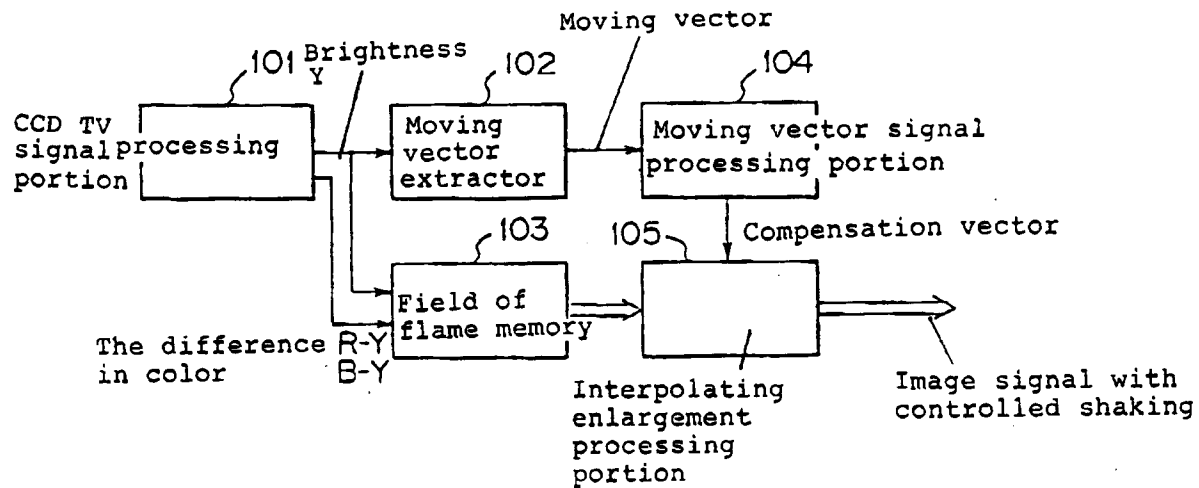 Moving vector
101
Brightness
Y
102
104
CCD TV
signal processing
portion
Moving
vector
extractor
Moving vector signal
processing portion
103
105
Compensation vector
Field of
flame memory
The difference R-Y
in color B-Y
Interpolating
enlargement
processing
portion
Image signal with
controlled shaking